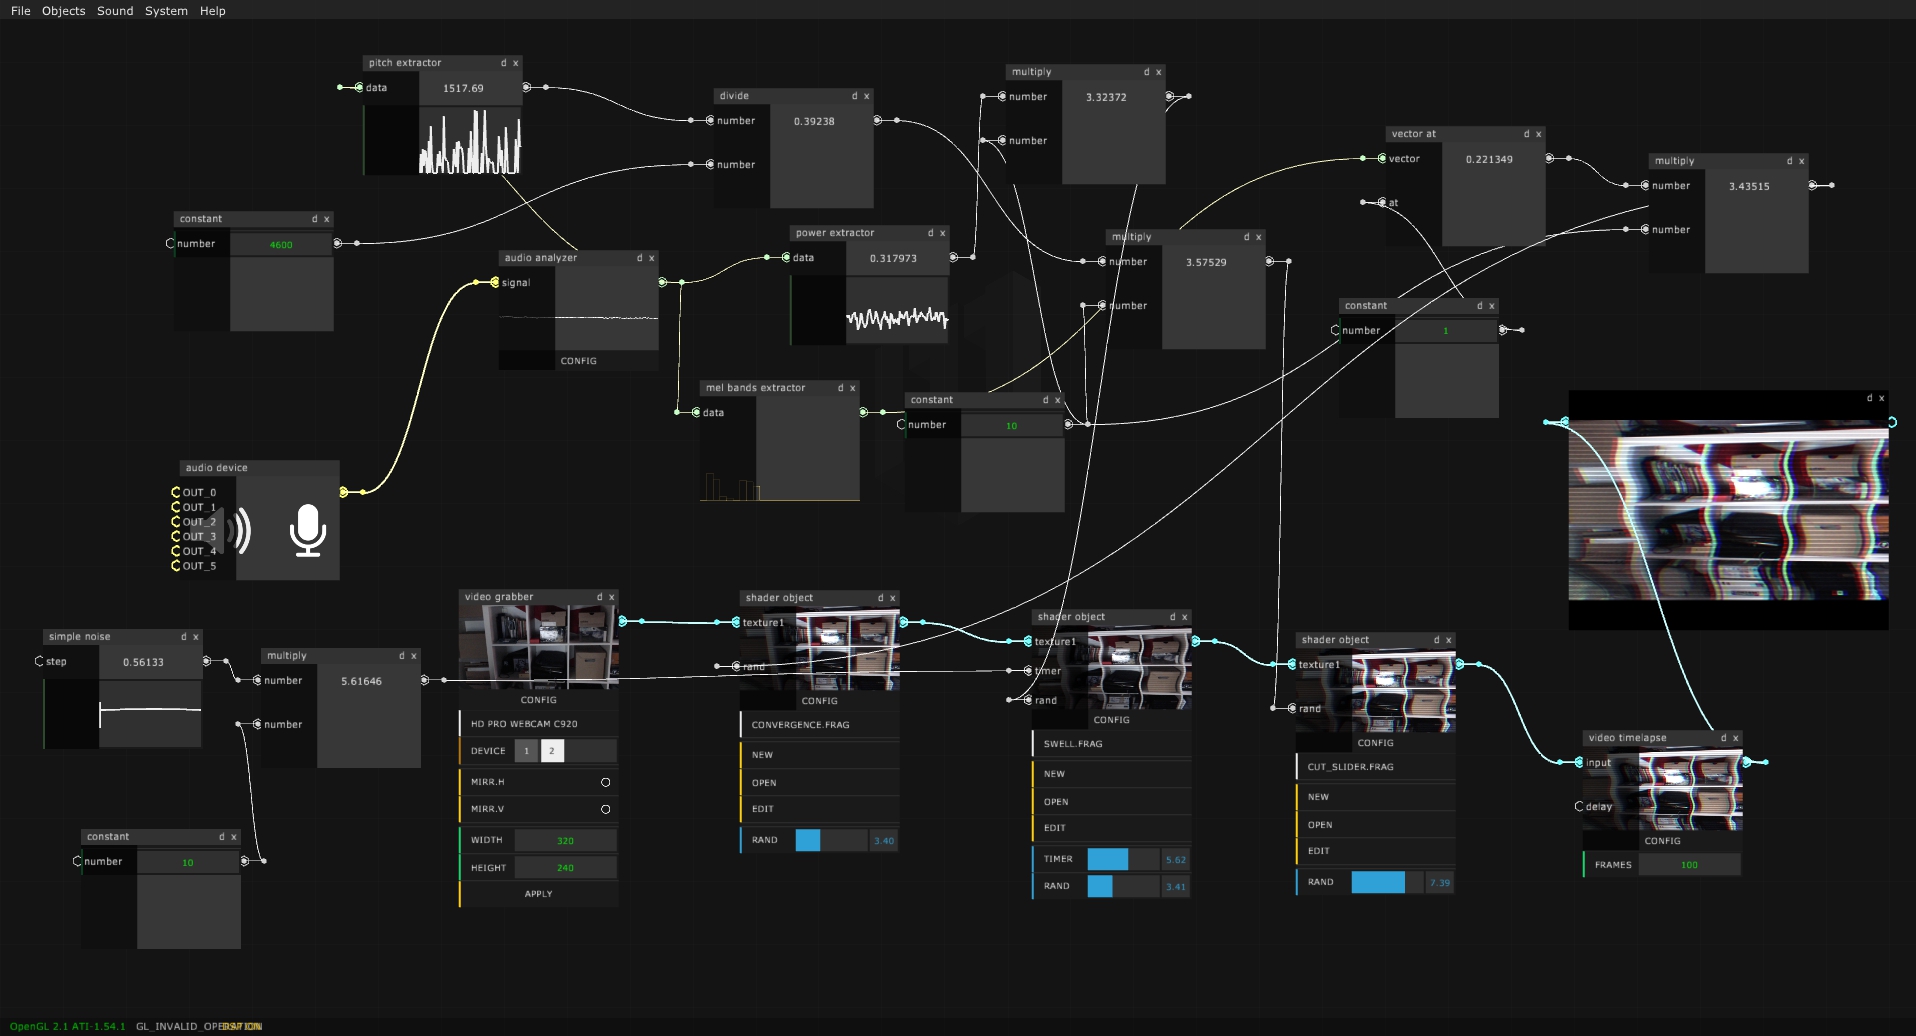 File Objects Sound System Help
pitch extractor d x
data 1517.69
multiply d x
number 3.32372
number
divide d x
number 0.39238
number
vector at d x
vector 0.221349
at
multiply d x
number 3.43515
number
constant d x
number 4600
power extractor d x
data 0.317973
multiply d x
number 3.57529
number
audio analyzer d x
signal
CONFIG
constant d x
number 1
mel bands extractor d x
data
constant d x
number 10
d x
audio device
OUT_0
OUT_1
OUT_2
OUT_3
OUT_4
OUT_5
simple noise d x
step 0.56133
multiply d x
number 5.61646
number
constant d x
number 10
video grabber d x
CONFIG
HD PRO WEBCAM C920
DEVICE 1 2
MIRR.H
MIRR.V
WIDTH 320
HEIGHT 240
APPLY
shader object d x
texture1
rand
CONFIG
CONVERGENCE.FRAG
NEW
OPEN
EDIT
RAND 3.40
shader object d x
texture1
timer
rand
CONFIG
SWELL.FRAG
NEW
OPEN
EDIT
TIMER 5.62
RAND 3.41
shader object d x
texture1
rand
CONFIG
CUT_SLIDER.FRAG
NEW
OPEN
EDIT
RAND 7.39
video timelapse d x
input
delay
CONFIG
FRAMES 100
OpenGL 2.1 ATI-1.54.1 GL_INVALID_OPERATION